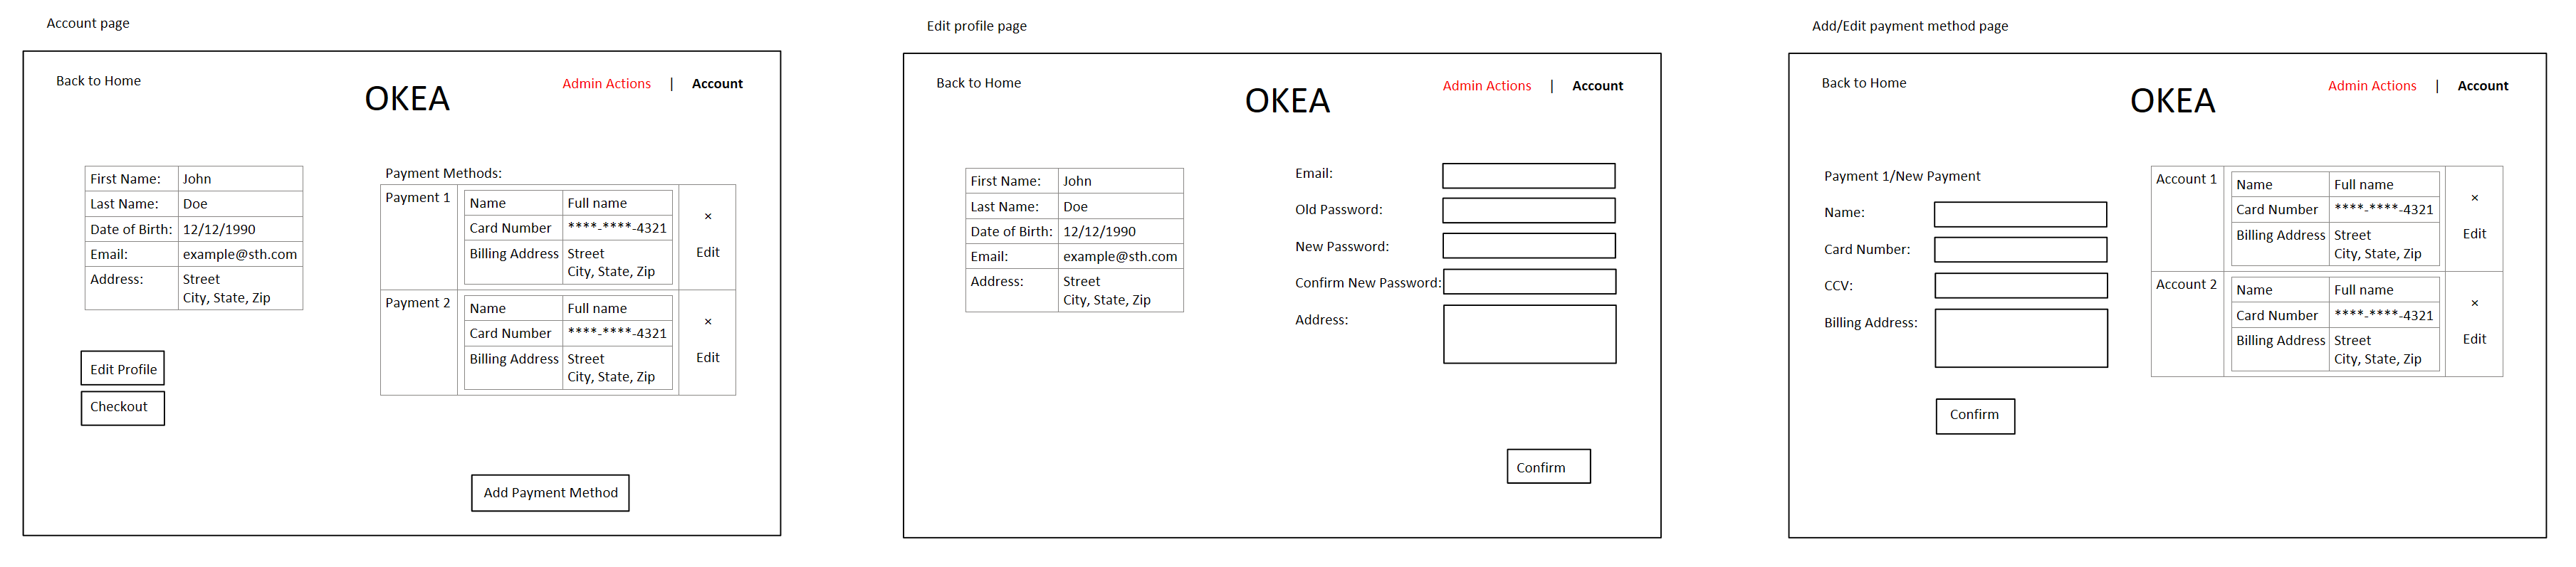 Account page
Back to Home
OKEA
Admin Actions | Account
First Name: John
Last Name: Doe
Date of Birth: 12/12/1990
Email: example@sth.com
Address: Street
City, State, Zip
Edit Profile
Checkout
Payment Methods:
Payment 1
Name Full name
Card Number ****-****-4321
Billing Address Street
City, State, Zip
×
Edit
Payment 2
Name Full name
Card Number ****-****-4321
Billing Address Street
City, State, Zip
×
Edit
Add Payment Method
Edit profile page
Back to Home
OKEA
Admin Actions | Account
First Name: John
Last Name: Doe
Date of Birth: 12/12/1990
Email: example@sth.com
Address: Street
City, State, Zip
Email:
Old Password:
New Password:
Confirm New Password:
Address:
Confirm
Add/Edit payment method page
Back to Home
OKEA
Admin Actions | Account
Payment 1/New Payment
Name:
Card Number:
CCV:
Billing Address:
Confirm
Account 1
Name Full name
Card Number ****-****-4321
Billing Address Street
City, State, Zip
×
Edit
Account 2
Name Full name
Card Number ****-****-4321
Billing Address Street
City, State, Zip
×
Edit